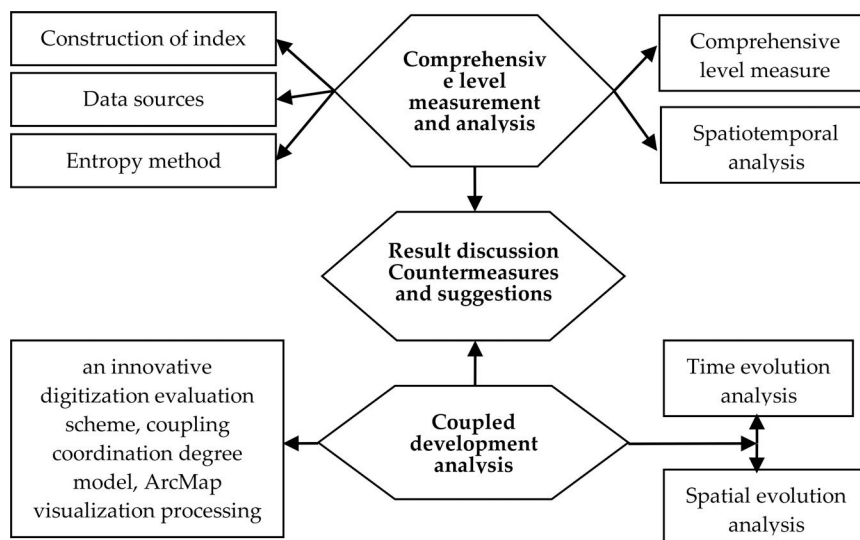 Construction of index
Data sources
Entropy method
Comprehensiv
e level
measurement
and analysis
Comprehensive
level measure
Spatiotemporal
analysis
Result discussion
Countermeasures
and suggestions
an innovative
digitization evaluation
scheme, coupling
coordination degree
model, ArcMap
visualization processing
Coupled
development
analysis
Time evolution
analysis
Spatial evolution
analysis